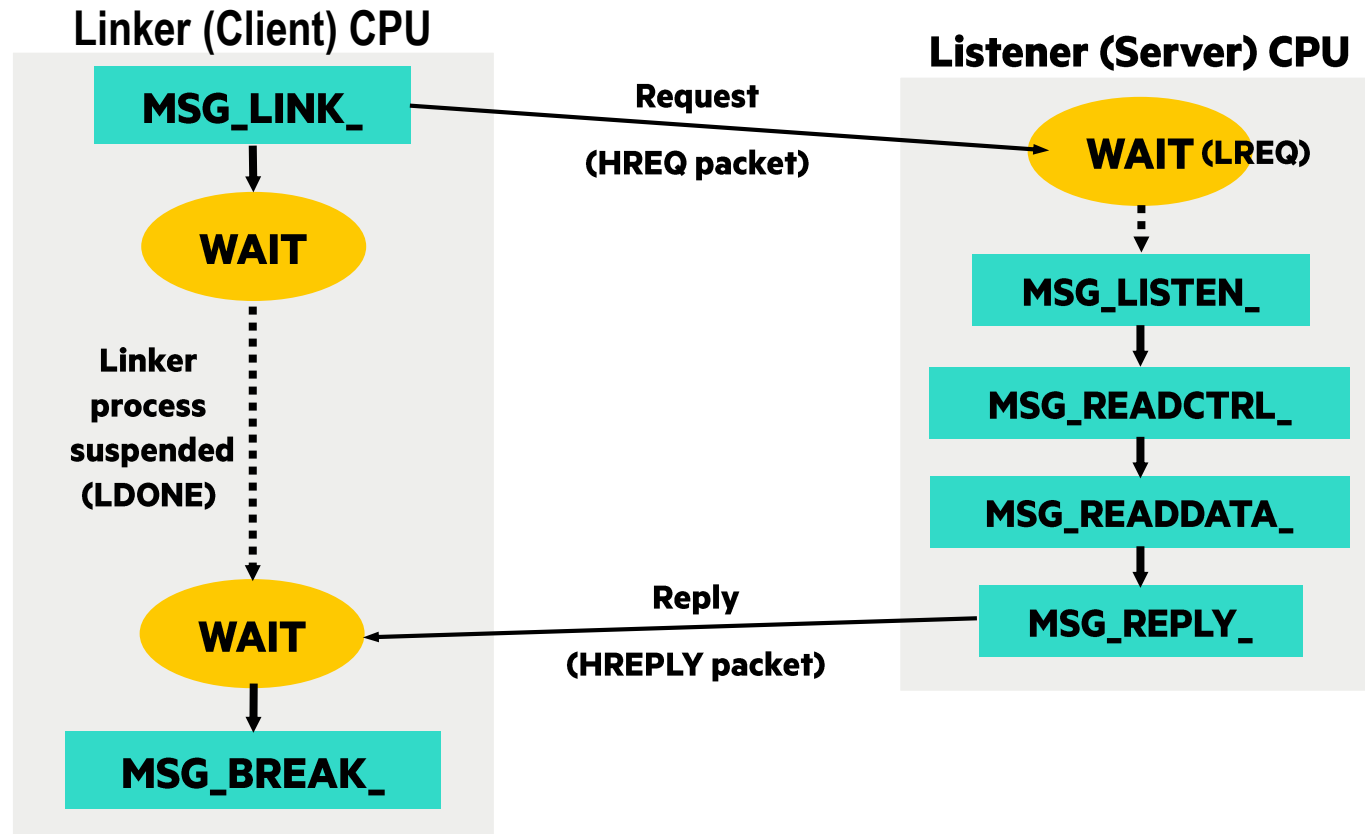 Linker (Client) CPU
Listener (Server) CPU
MSG_LINK_
Request
(HREQ packet)
WAIT (LREQ)
WAIT
MSG_LISTEN_
Linker
process
suspended
(LDONE)
MSG_READCTRL_
MSG_READDATA_
WAIT
Reply
(HREPLY packet)
MSG_REPLY_
MSG_BREAK_